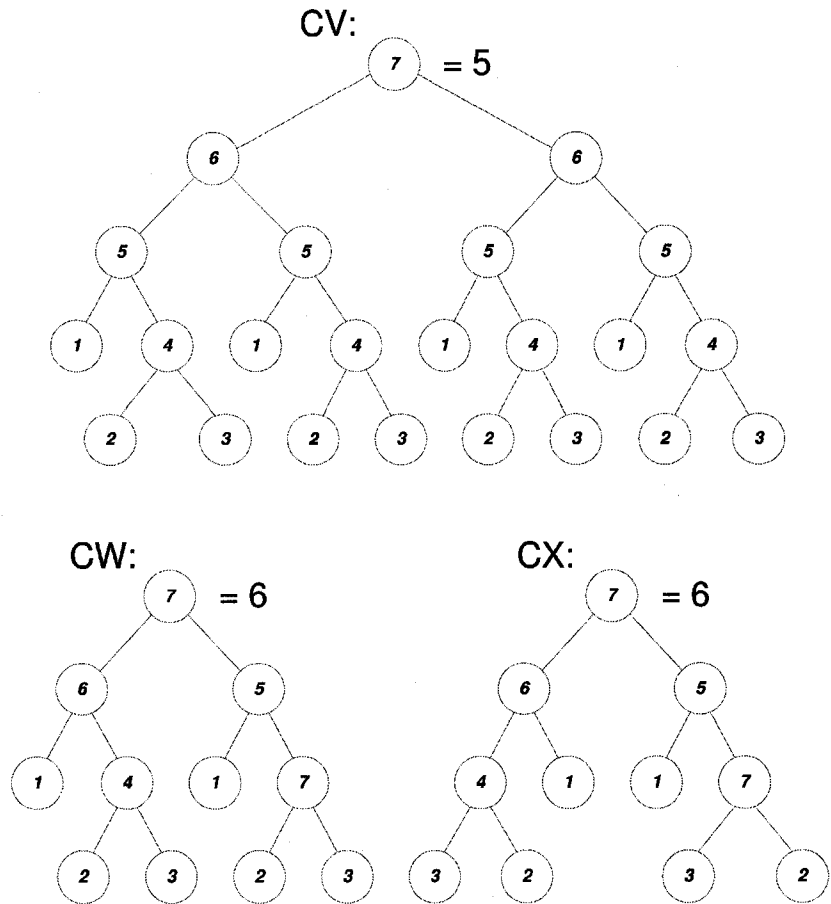 CV:
7 = 5
6 6
5 5 5 5
1 4 1 4 1 4 1 4
2 3 2 3 2 3 2 3
CW: CX:
7 = 6 7 = 6
6 5 6 5
1 4 1 7 4 1 1 7
2 3 2 3 3 2 3 2